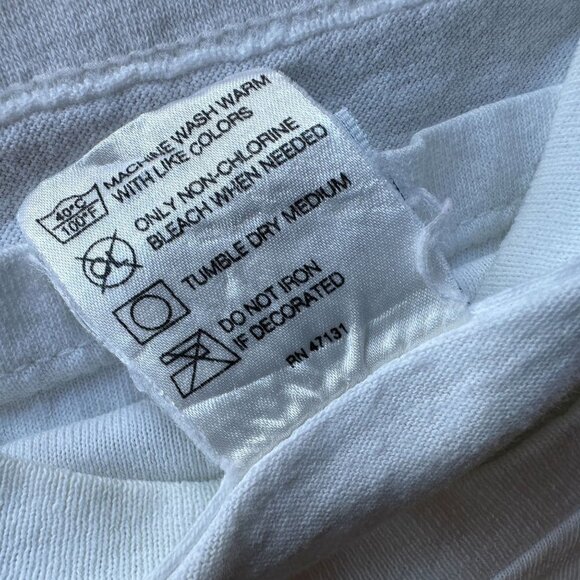 40°C
100°F
MACHINE WASH WARM
WITH LIKE COLORS
CL
ONLY NON-CHLORINE
BLEACH WHEN NEEDED
TUMBLE DRY MEDIUM
DO NOT IRON
IF DECORATED
RN 47131